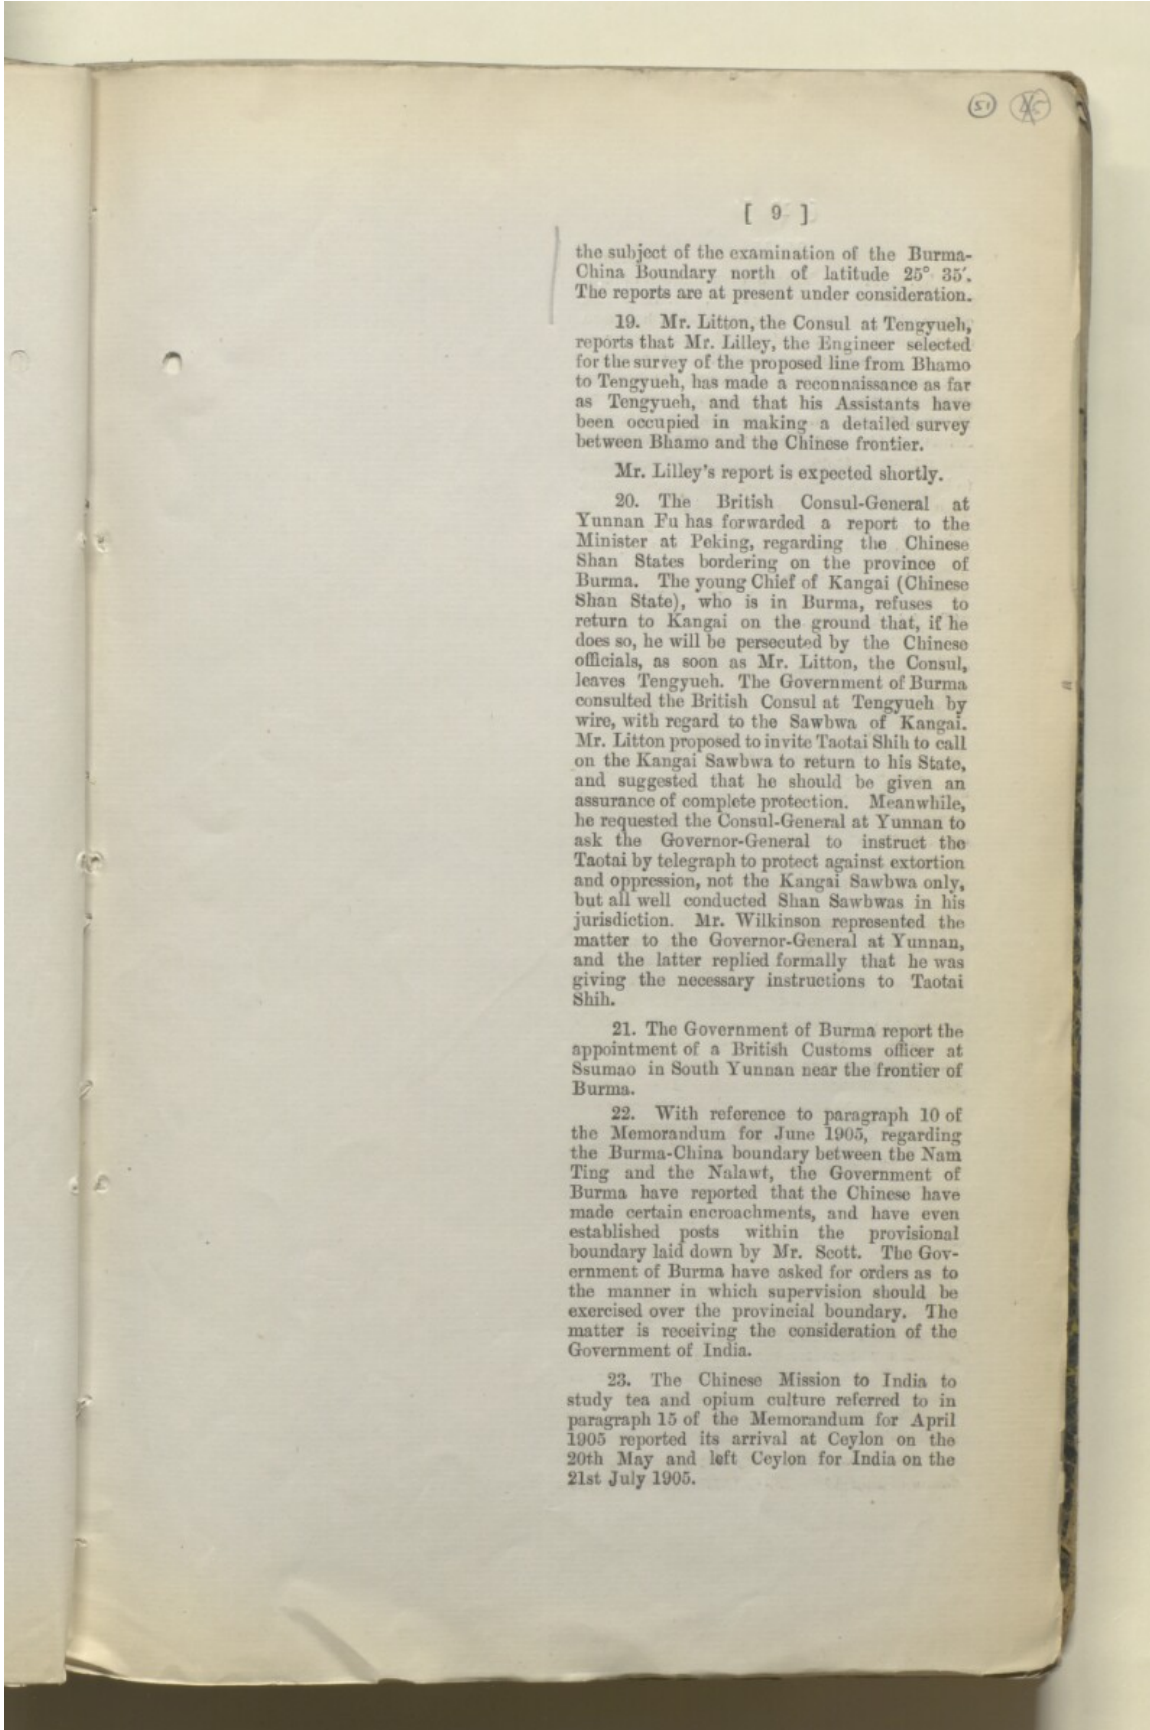 51
[ 9 ]
the subject of the examination of the Burma-
China Boundary north of latitude 25° 35′.
The reports are at present under consideration.
19. Mr. Litton, the Consul at Tengyueh,
reports that Mr. Lilley, the Engineer selected
for the survey of the proposed line from Bhamo
to Tengyueh, has made a reconnaissance as far
as Tengyueh, and that his Assistants have
been occupied in making a detailed survey
between Bhamo and the Chinese frontier.
Mr. Lilley's report is expected shortly.
20. The British Consul-General at
Yunnan Fu has forwarded a report to the
Minister at Peking, regarding the Chinese
Shan States bordering on the province of
Burma. The young Chief of Kangai (Chinese
Shan State), who is in Burma, refuses to
return to Kangai on the ground that, if he
does so, he will be persecuted by the Chinese
officials, as soon as Mr. Litton, the Consul,
leaves Tengyueh. The Government of Burma
consulted the British Consul at Tengyueh by
wire, with regard to the Sawbwa of Kangai.
Mr. Litton proposed to invite Taotai Shih to call
on the Kangai Sawbwa to return to his State,
and suggested that he should be given an
assurance of complete protection. Meanwhile,
he requested the Consul-General at Yunnan to
ask the Governor-General to instruct the
Taotai by telegraph to protect against extortion
and oppression, not the Kangai Sawbwa only,
but all well conducted Shan Sawbwas in his
jurisdiction. Mr. Wilkinson represented the
matter to the Governor-General at Yunnan,
and the latter replied formally that he was
giving the necessary instructions to Taotai
Shih.
21. The Government of Burma report the
appointment of a British Customs officer at
Ssumao in South Yunnan near the frontier of
Burma.
22. With reference to paragraph 10 of
the Memorandum for June 1905, regarding
the Burma-China boundary between the Nam
Ting and the Nalawt, the Government of
Burma have reported that the Chinese have
made certain encroachments, and have even
established posts within the provisional
boundary laid down by Mr. Scott. The Gov-
ernment of Burma have asked for orders as to
the manner in which supervision should be
exercised over the provincial boundary. The
matter is receiving the consideration of the
Government of India.
23. The Chinese Mission to India to
study tea and opium culture referred to in
paragraph 15 of the Memorandum for April
1905 reported its arrival at Ceylon on the
20th May and left Ceylon for India on the
21st July 1905.